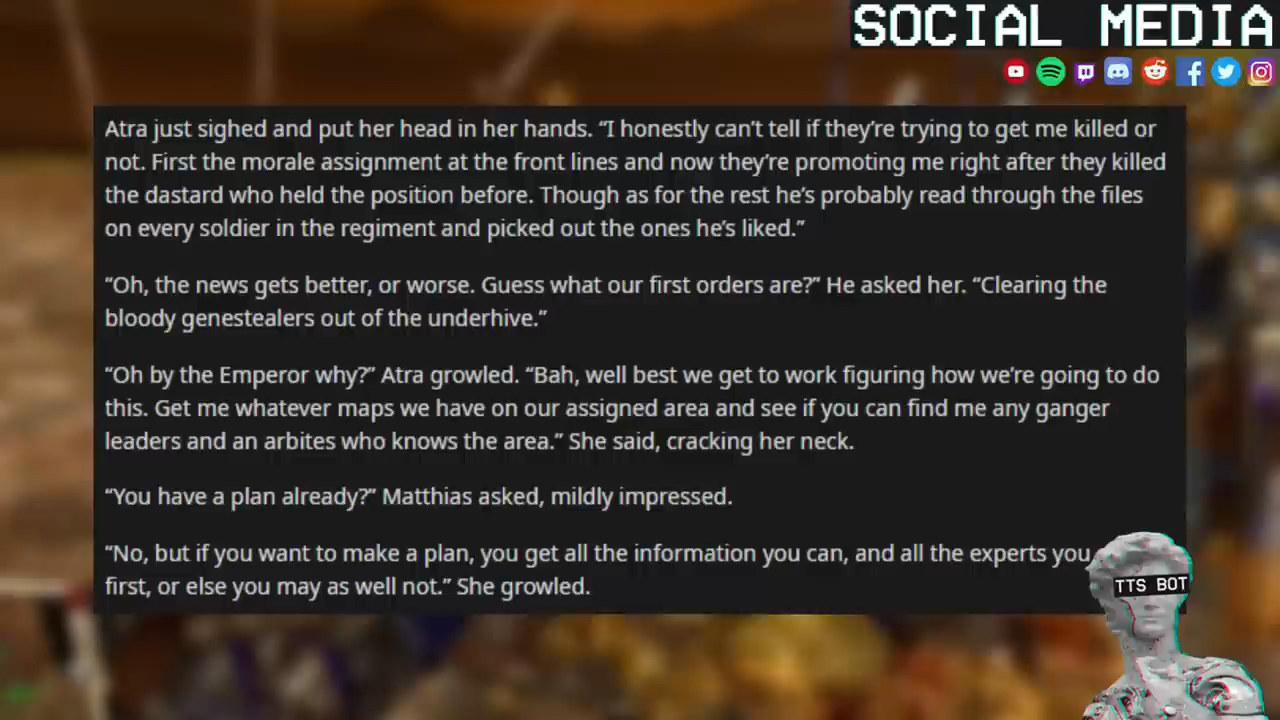 SOCIAL MEDIA
Atra just sighed and put her head in her hands. “I honestly can’t tell if they’re trying to get me killed or
not. First the morale assignment at the front lines and now they’re promoting me right after they killed
the dastard who held the position before. Though as for the rest he’s probably read through the files
on every soldier in the regiment and picked out the ones he’s liked.”
“Oh, the news gets better, or worse. Guess what our first orders are?” He asked her. “Clearing the
bloody genestealers out of the underhive.”
“Oh by the Emperor why?” Atra growled. “Bah, well best we get to work figuring how we’re going to do
this. Get me whatever maps we have on our assigned area and see if you can find me any ganger
leaders and an arbites who knows the area.” She said, cracking her neck.
“You have a plan already?” Matthias asked, mildly impressed.
“No, but if you want to make a plan, you get all the information you can, and all the experts you
first, or else you may as well not.” She growled.
TTS BOT